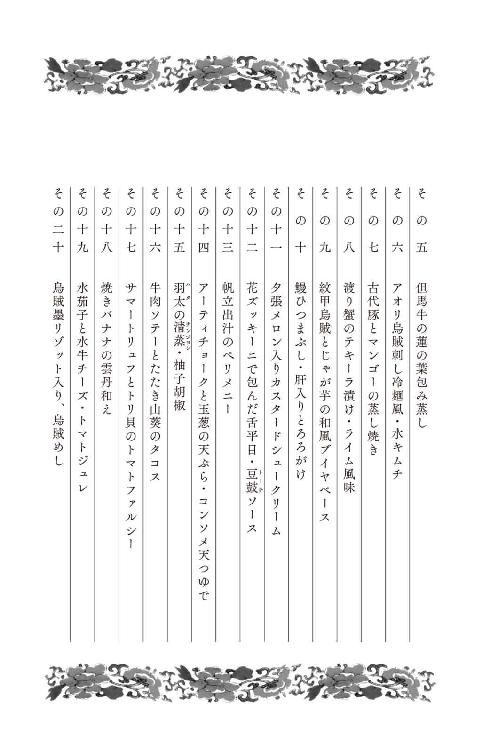 その五 但馬牛の蓮の葉包み蒸し
その六 アオリ烏賊刺し冷麺風・水キムチ
その七 古代豚とマンゴーの蒸し焼き
その八 渡り蟹のテキーラ漬け・ライム風味
その九 紋甲烏賊とじゃが芋の和風ブイヤベース
その十 鰻ひつまぶし・肝入りとろろがけ
その十一 夕張メロン入りカスタードシュークリーム
その十二 花ズッキーニで包んだ舌平目・豆鼓ソース
その十三 帆立出汁のペリメニー
その十四 アーティチョークと玉葱の天ぷら・コンソメ天つゆで
その十五 羽太の清蒸・柚子胡椒
その十六 牛肉ソテーとたたき山葵のタコス
その十七 サマートリュフとトリ貝のトマトファルシー
その十八 焼きバナナの雲丹和え
その十九 水茄子と水牛チーズ・トマトジュレ
その二十 烏賊墨リゾット入り、烏賊めし